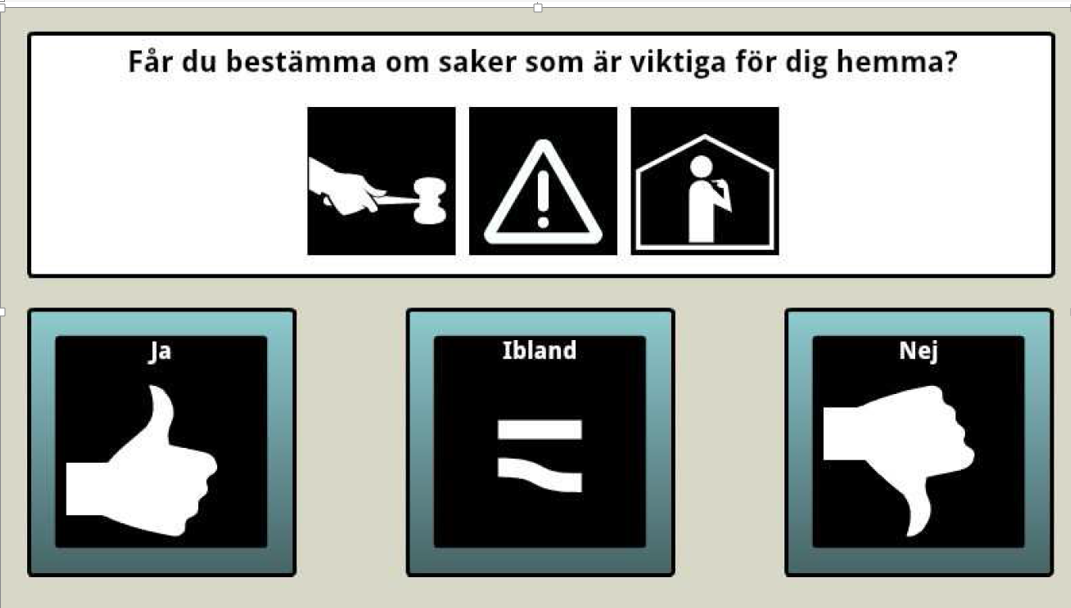 Får du bestämma om saker som är viktiga för dig hemma?
Ja
Ibland
Nej